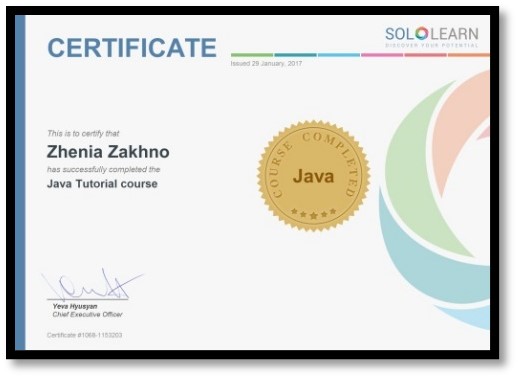 CERTIFICATE
SOLOLEARN
DISCOVER YOUR POTENTIAL
Issued 29 January, 2017
This is to certify that
Zhenia Zakhno
has successfully completed the
Java Tutorial course
COURSE COMPLETED
Java
Yeva Hyusyan
Chief Executive Officer
Certificate #1068-1153203